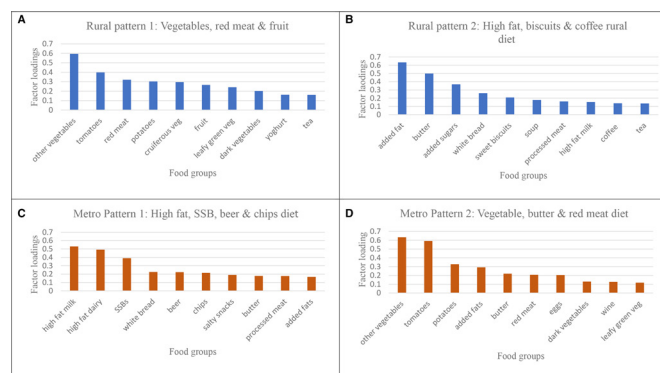 A
Rural pattern 1: Vegetables, red meat & fruit
Factor loadings
0.7
0.6
0.5
0.4
0.3
0.2
0.1
0
other vegetables
tomatoes
red meat
potatoes
cruciferous veg
fruit
leafy green veg
dark vegetables
yoghurt
tea
Food groups
B
Rural pattern 2: High fat, biscuits & coffee rural
diet
Factor laodings
0.7
0.6
0.5
0.4
0.3
0.2
0.1
0
added fat
butter
added sugars
white bread
sweet biscuits
soup
processed meat
high fat milk
coffee
tea
Food groups
C
Metro Pattern 1: High fat, SSB, beer & chips diet
Factor loadings
0.7
0.6
0.5
0.4
0.3
0.2
0.1
0
high fat milk
high fat dairy
SSBs
white bread
beer
chips
salty snacks
butter
processed meat
added fats
Food groups
D
Metro Pattern 2: Vegetable, butter & red meat diet
Factor loadings
0.7
0.6
0.5
0.4
0.3
0.2
0.1
0
other vegetables
tomatoes
potatoes
added fats
butter
red meat
eggs
dark vegetables
wine
leafy green veg
Food groups